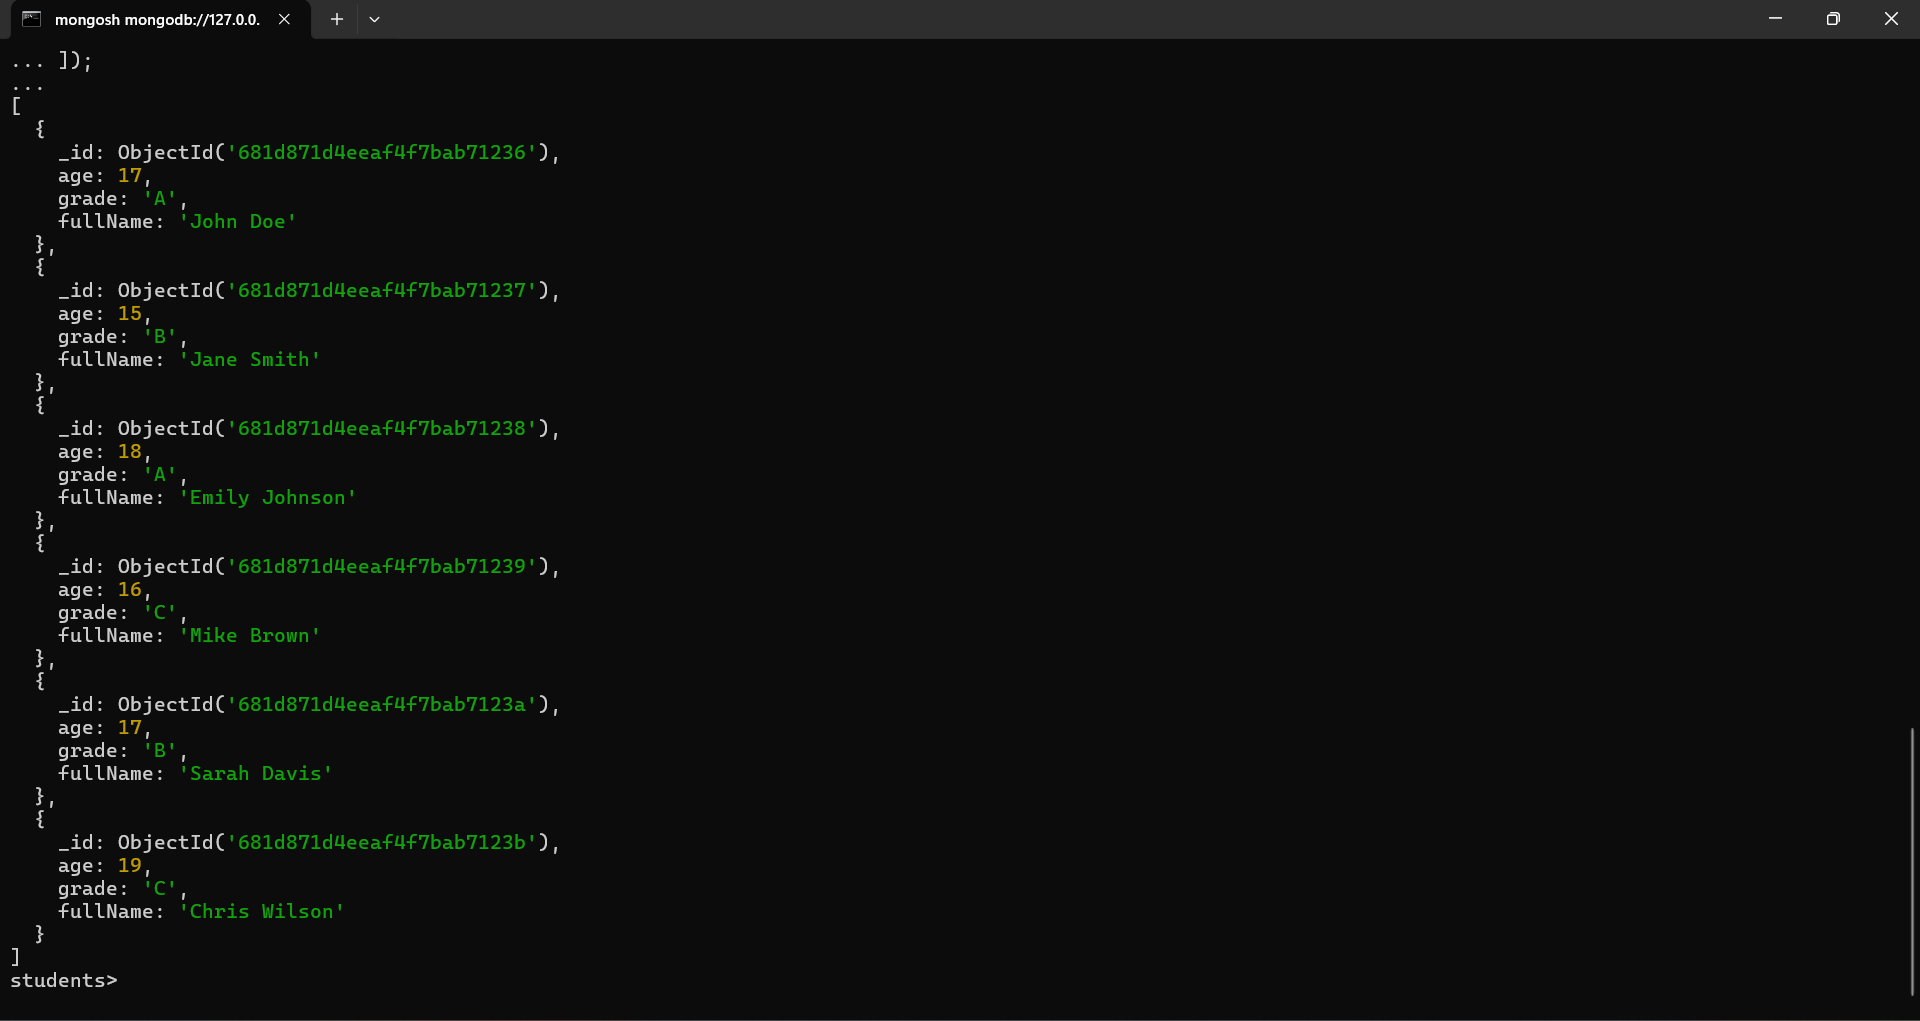 mongosh mongodb://127.0.0.
... ]);
...
[
  {
    _id: ObjectId('681d871d4eeaf4f7bab71236'),
    age: 17,
    grade: 'A',
    fullName: 'John Doe'
  },
  {
    _id: ObjectId('681d871d4eeaf4f7bab71237'),
    age: 15,
    grade: 'B',
    fullName: 'Jane Smith'
  },
  {
    _id: ObjectId('681d871d4eeaf4f7bab71238'),
    age: 18,
    grade: 'A',
    fullName: 'Emily Johnson'
  },
  {
    _id: ObjectId('681d871d4eeaf4f7bab71239'),
    age: 16,
    grade: 'C',
    fullName: 'Mike Brown'
  },
  {
    _id: ObjectId('681d871d4eeaf4f7bab7123a'),
    age: 17,
    grade: 'B',
    fullName: 'Sarah Davis'
  },
  {
    _id: ObjectId('681d871d4eeaf4f7bab7123b'),
    age: 19,
    grade: 'C',
    fullName: 'Chris Wilson'
  }
]
students>